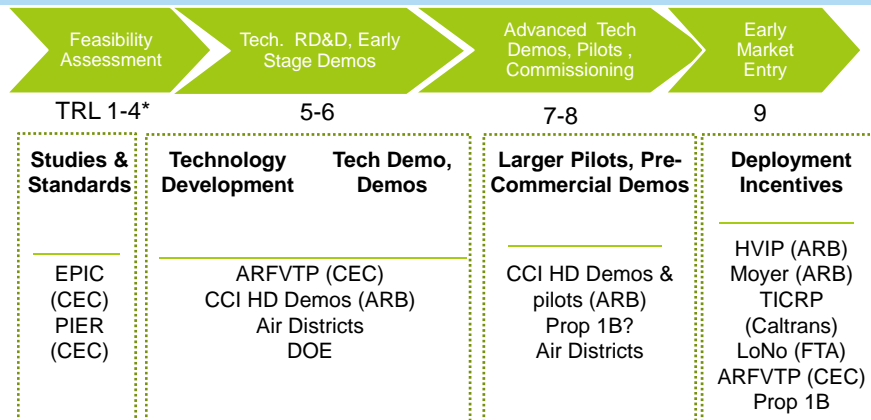 Feasibility
Assessment
Tech. RD&D, Early
Stage Demos
Advanced Tech
Demos, Pilots ,
Commissioning
Early
Market
Entry
TRL 1-4*
5-6
7-8
9
Studies &
Standards
EPIC
(CEC)
PIER
(CEC)
Technology
Development
Tech Demo,
Demos
ARFVTP (CEC)
CCI HD Demos (ARB)
Air Districts
DOE
Larger Pilots, Pre-
Commercial Demos
CCI HD Demos &
pilots (ARB)
Prop 1B?
Air Districts
Deployment
Incentives
HVIP (ARB)
Moyer (ARB)
TICRP
(Caltrans)
LoNo (FTA)
ARFVTP (CEC)
Prop 1B